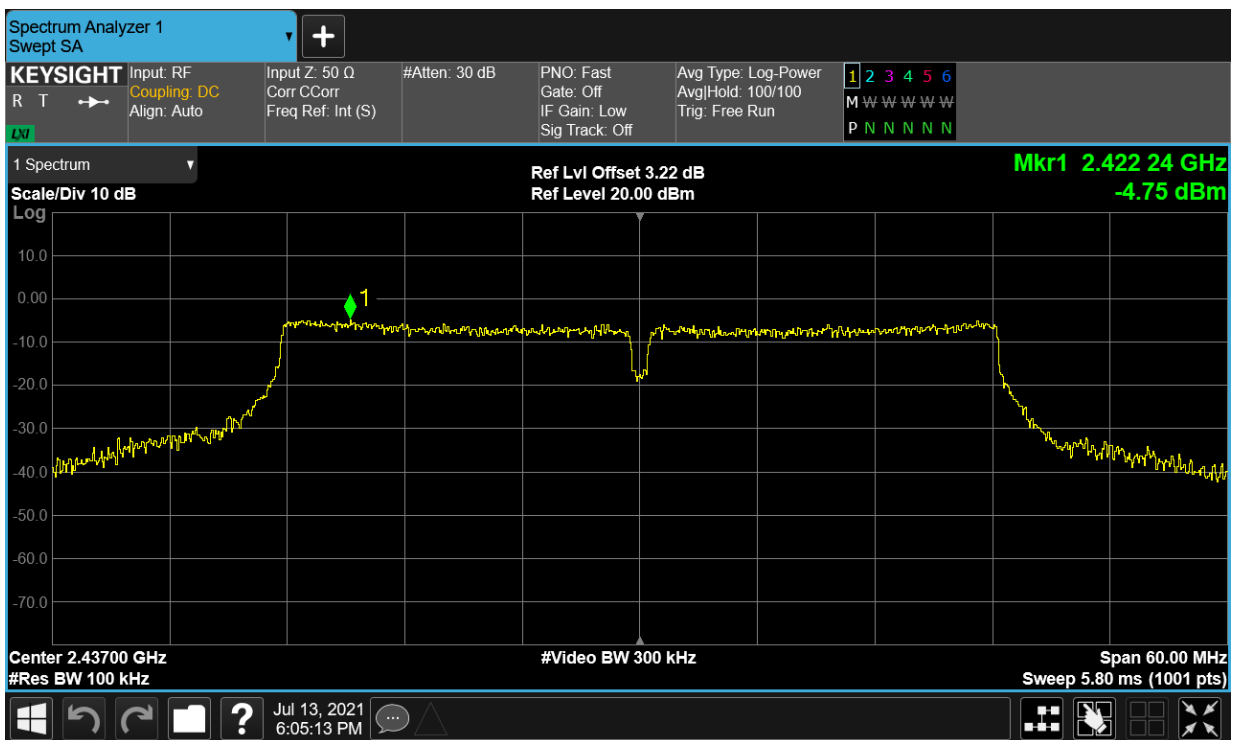 Spectrum Analyzer 1
Swept SA
KEYSIGHT
R T
LXI
Input: RF
Coupling: DC
Align: Auto
Input Z: 50 Ω
Corr CCorr
Freq Ref: Int (S)
#Atten: 30 dB
PNO: Fast
Gate: Off
IF Gain: Low
Sig Track: Off
Avg Type: Log-Power
Avg|Hold: 100/100
Trig: Free Run
1 2 3 4 5 6
M W W W W W
P N N N N N
1 Spectrum
Scale/Div 10 dB
Log
Ref Lvl Offset 3.22 dB
Ref Level 20.00 dBm
Mkr1 2.422 24 GHz
-4.75 dBm
10.0
0.00
-10.0
-20.0
-30.0
-40.0
-50.0
-60.0
-70.0
1
Center 2.43700 GHz
#Res BW 100 kHz
#Video BW 300 kHz
Span 60.00 MHz
Sweep 5.80 ms (1001 pts)
?
Jul 13, 2021
6:05:13 PM